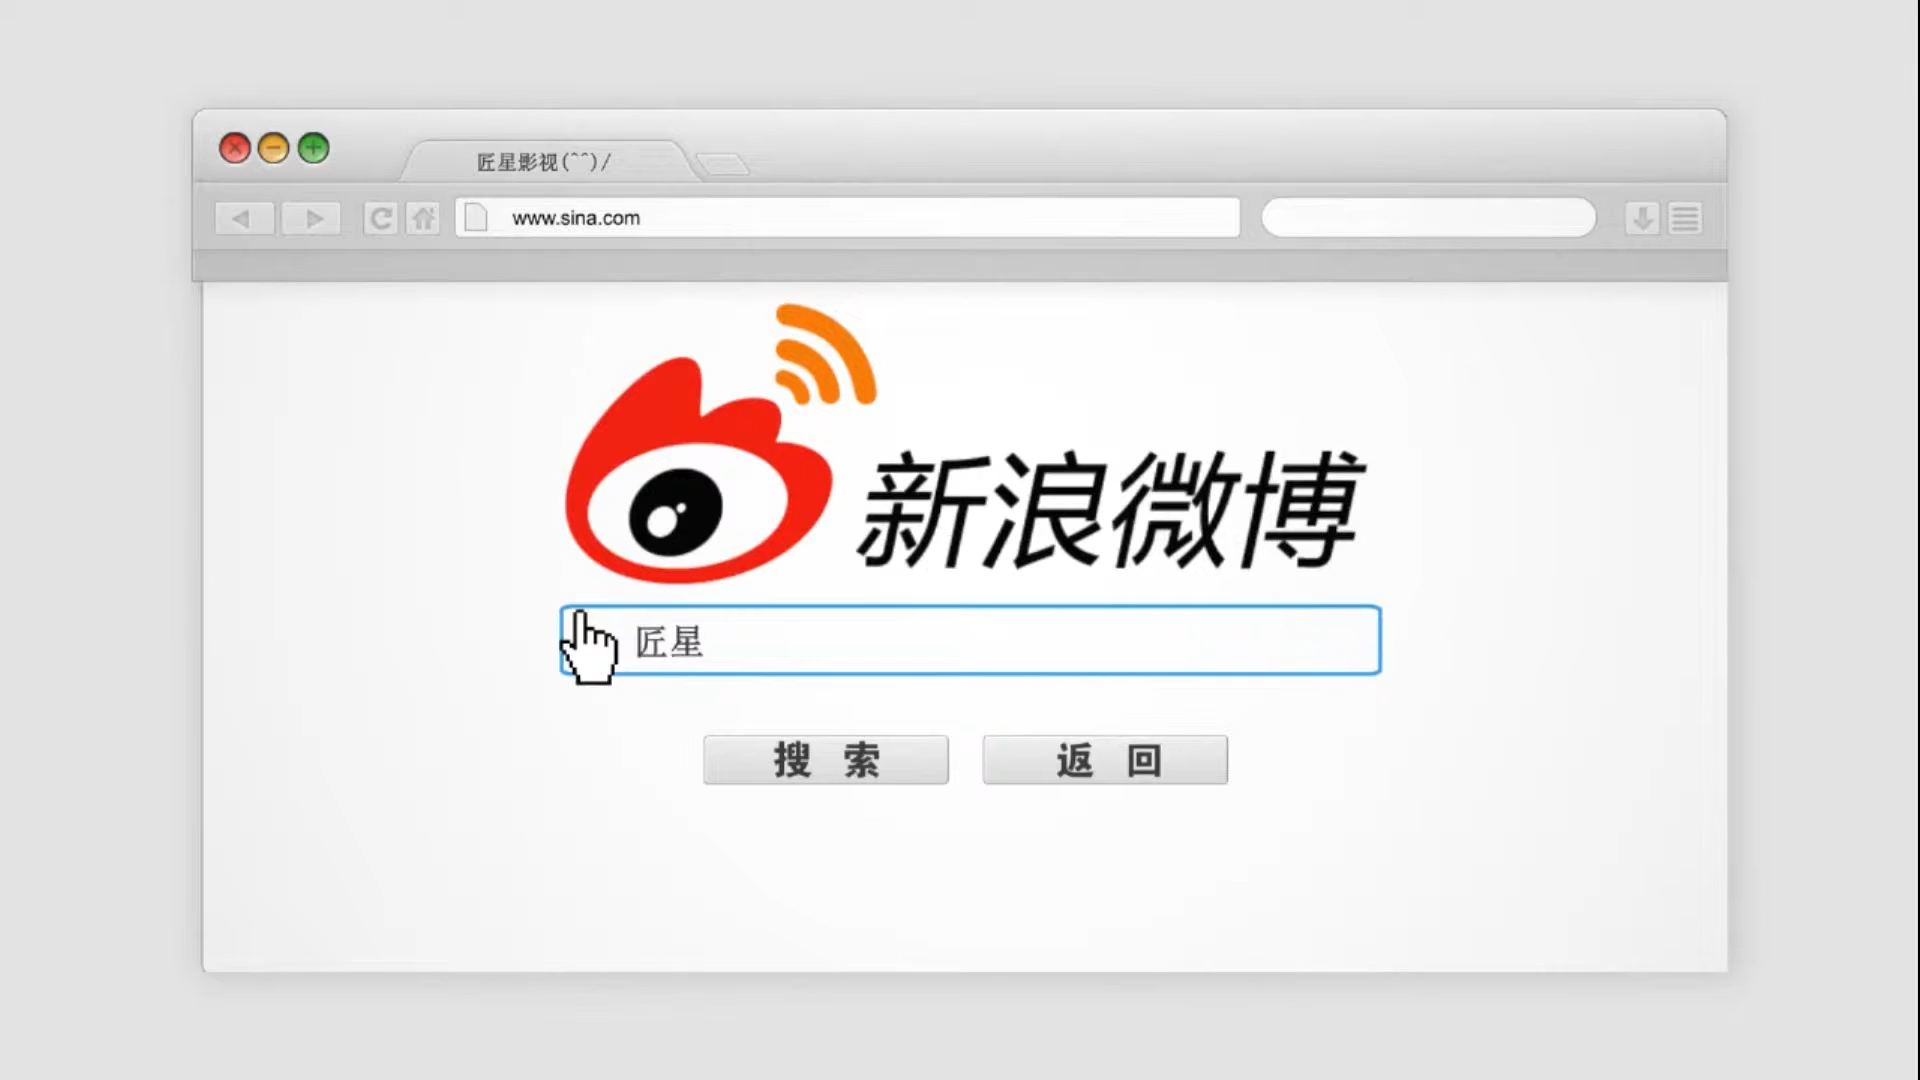 匠星影视(^^)/
www.sina.com
新浪微博
匠星
搜 索
返 回